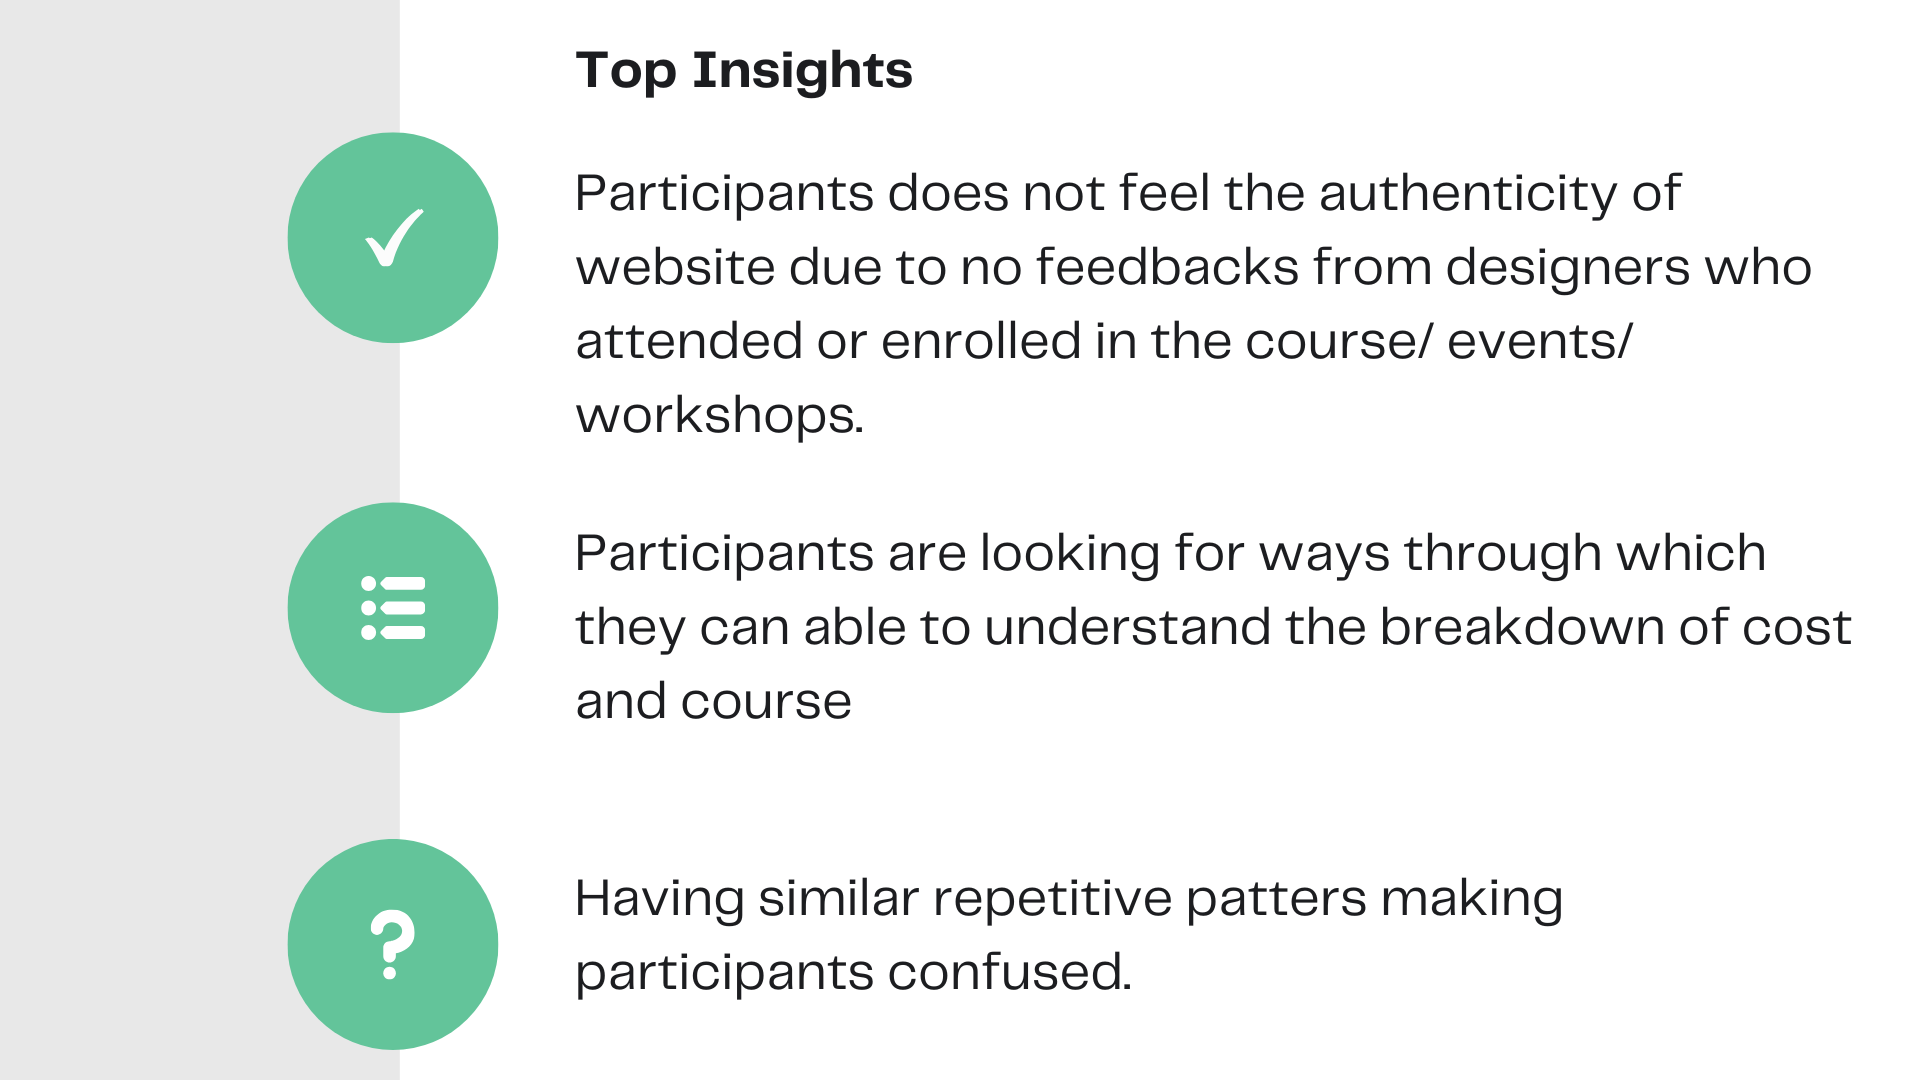 Top Insights
Participants does not feel the authenticity of
website due to no feedbacks from designers who
attended or enrolled in the course/ events/
workshops.
Participants are looking for ways through which
they can able to understand the breakdown of cost
and course
Having similar repetitive patters making
participants confused.